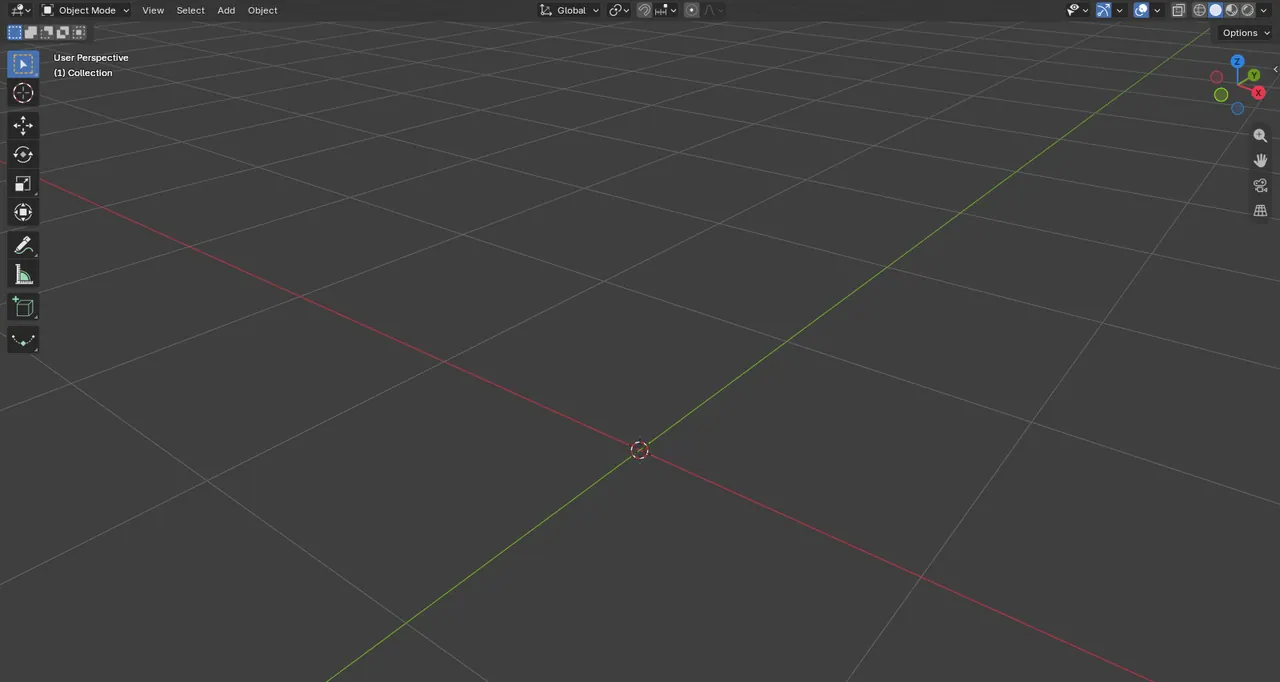 Object Mode View Select Add Object Global
Options
User Perspective
(1) Collection
Z
Y
X